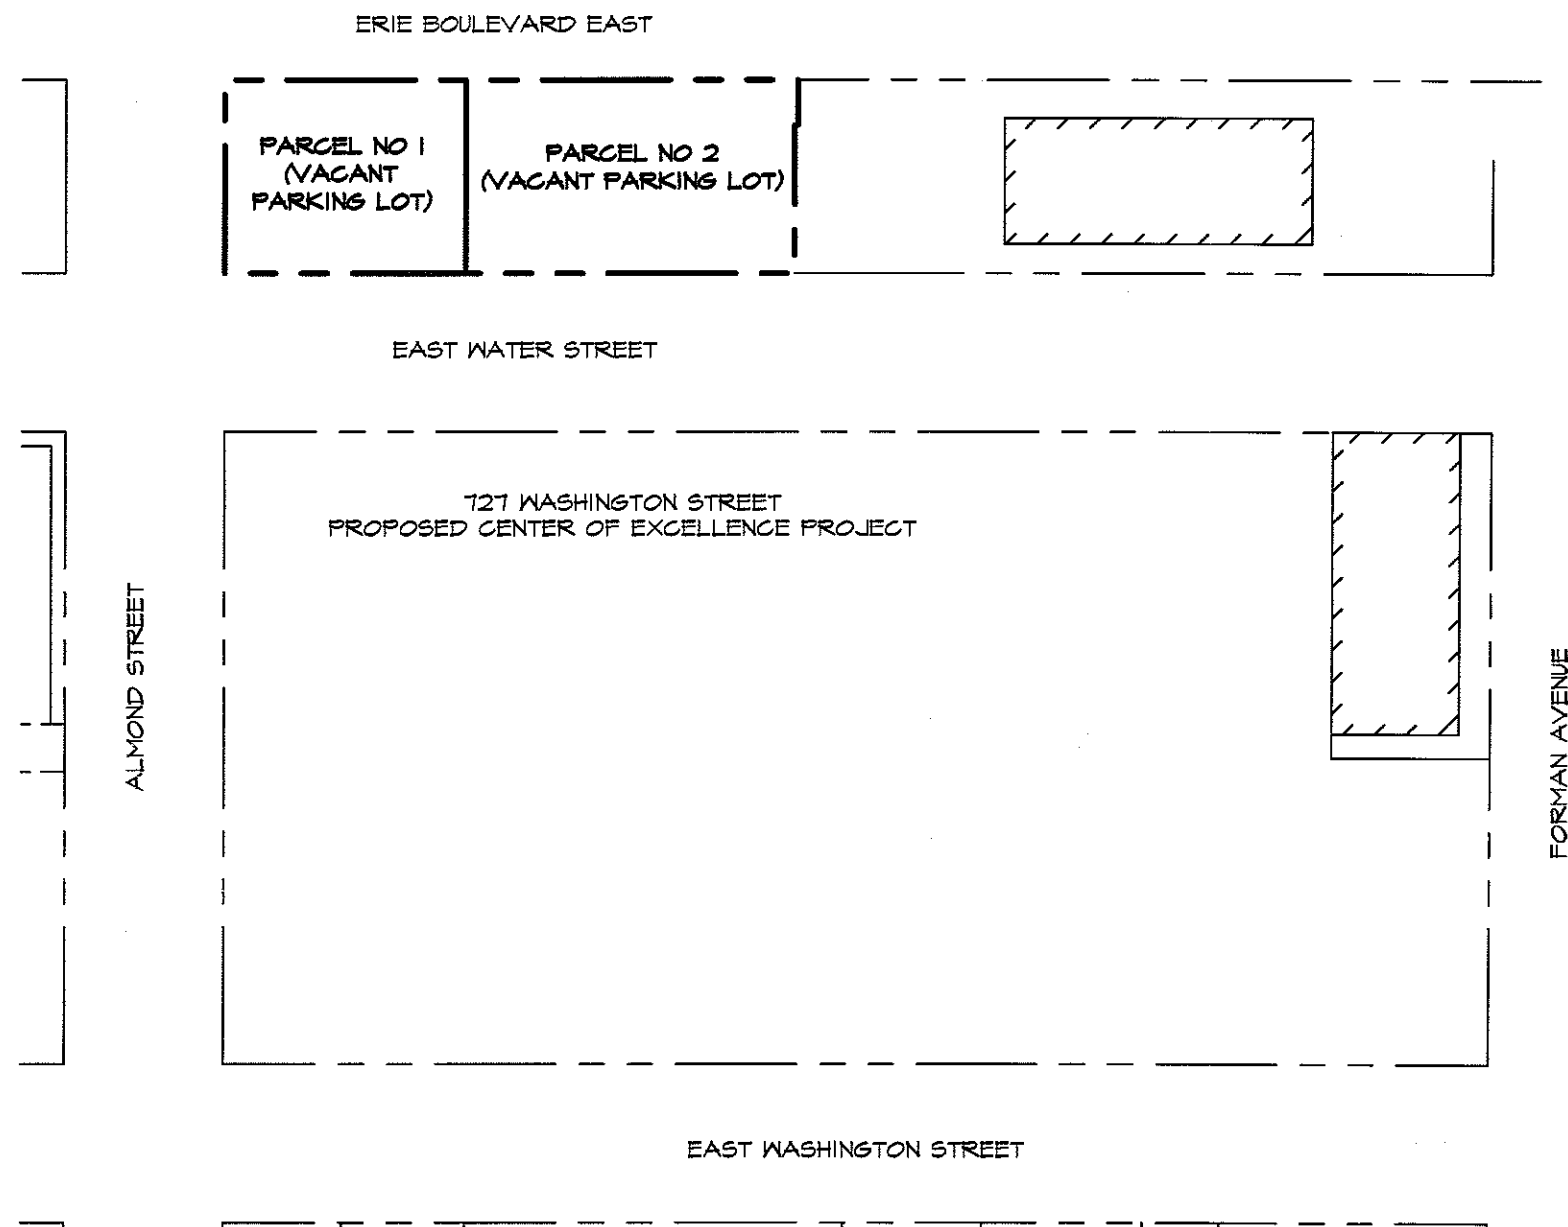 ERIE BOULEVARD EAST
PARCEL NO 1
(VACANT
PARKING LOT)
PARCEL NO 2
(VACANT PARKING LOT)
EAST WATER STREET
727 WASHINGTON STREET
PROPOSED CENTER OF EXCELLENCE PROJECT
ALMOND STREET
FORMAN AVENUE
EAST WASHINGTON STREET